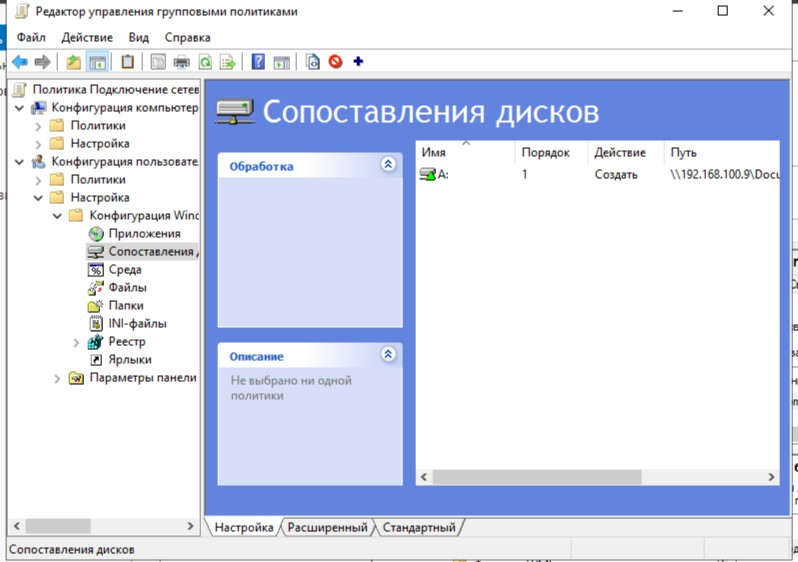 Редактор управления групповыми политиками
Файл Действие Вид Справка
Политика Подключение сетев
Конфигурация компьютер
Политики
Настройка
Конфигурация пользовате
Политики
Настройка
Конфигурация Winc
Приложения
Сопоставления д
Среда
Файлы
Папки
INI-файлы
Реестр
Ярлыки
Параметры панели
Сопоставления дисков
Обработка
Описание
Не выбрано ни одной
политики
Имя Порядок Действие Путь
A: 1 Создать \\192.168.100.9\Docu
Настройка Расширенный Стандартный
Сопоставления дисков